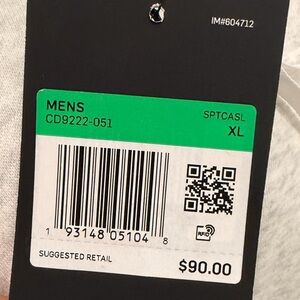 IM#604712
MENS SPTCASL
CD9222-051 XL
RFID
1 93148 05104 8
SUGGESTED RETAIL $90.00